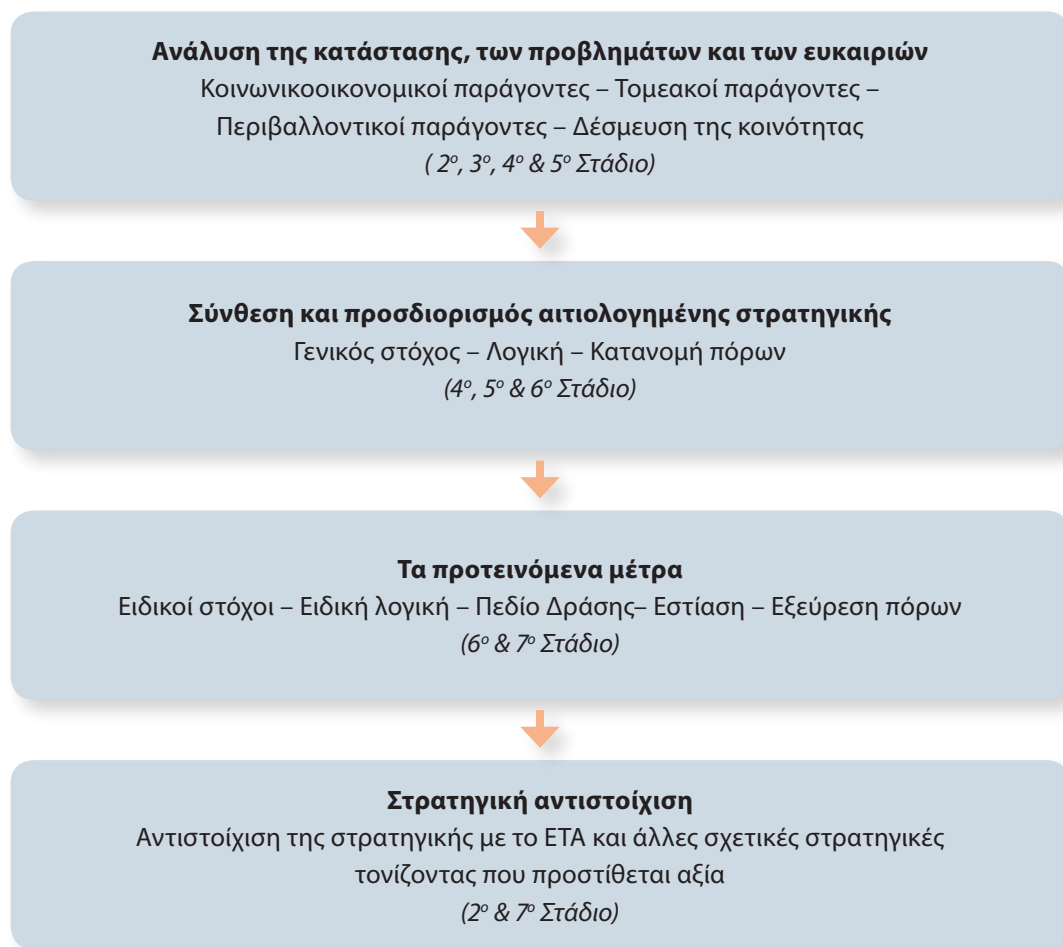 Ανάλυση της κατάστασης, των προβλημάτων και των ευκαιριών
Κοινωνικοοικονομικοί παράγοντες – Τομεακοί παράγοντες –
Περιβαλλοντικοί παράγοντες – Δέσμευση της κοινότητας
( 2ο, 3ο, 4ο & 5ο Στάδιο)
Σύνθεση και προσδιορισμός αιτιολογημένης στρατηγικής
Γενικός στόχος – Λογική – Κατανομή πόρων
(4ο, 5ο & 6ο Στάδιο)
Τα προτεινόμενα μέτρα
Ειδικοί στόχοι – Ειδική λογική – Πεδίο Δράσης– Εστίαση – Εξεύρεση πόρων
(6ο & 7ο Στάδιο)
Στρατηγική αντιστοίχιση
Αντιστοίχιση της στρατηγικής με το ΕΤΑ και άλλες σχετικές στρατηγικές
τονίζοντας που προστίθεται αξία
(2ο & 7ο Στάδιο)